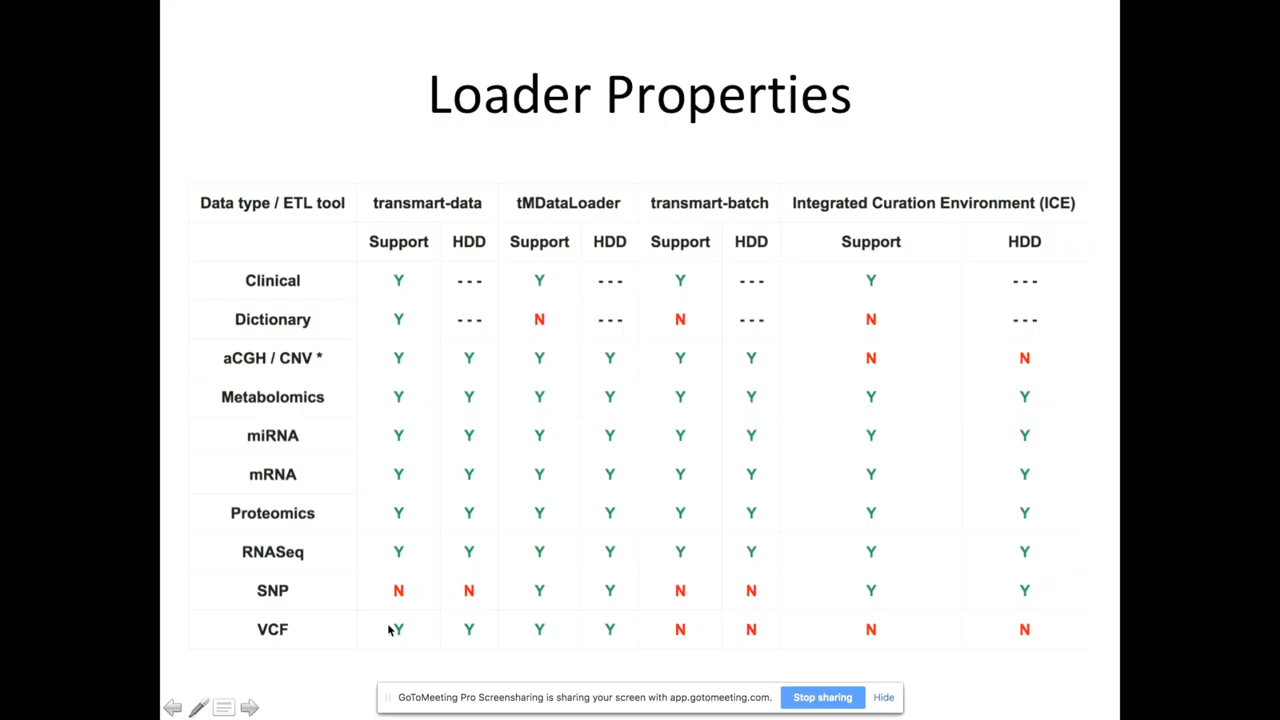 Loader Properties
Data type / ETL tool transmart-data tMDataLoader transmart-batch Integrated Curation Environment (ICE)
Support HDD Support HDD Support HDD Support HDD
Clinical Y --- Y --- Y --- Y ---
Dictionary Y --- N --- N --- N ---
aCGH / CNV * Y Y Y Y Y Y N N
Metabolomics Y Y Y Y Y Y Y Y
miRNA Y Y Y Y Y Y Y Y
mRNA Y Y Y Y Y Y Y Y
Proteomics Y Y Y Y Y Y Y Y
RNASeq Y Y Y Y Y Y Y Y
SNP N N Y Y N N Y Y
VCF Y Y Y Y N N N N
GoToMeeting Pro Screensharing is sharing your screen with app.gotomeeting.com. Stop sharing Hide